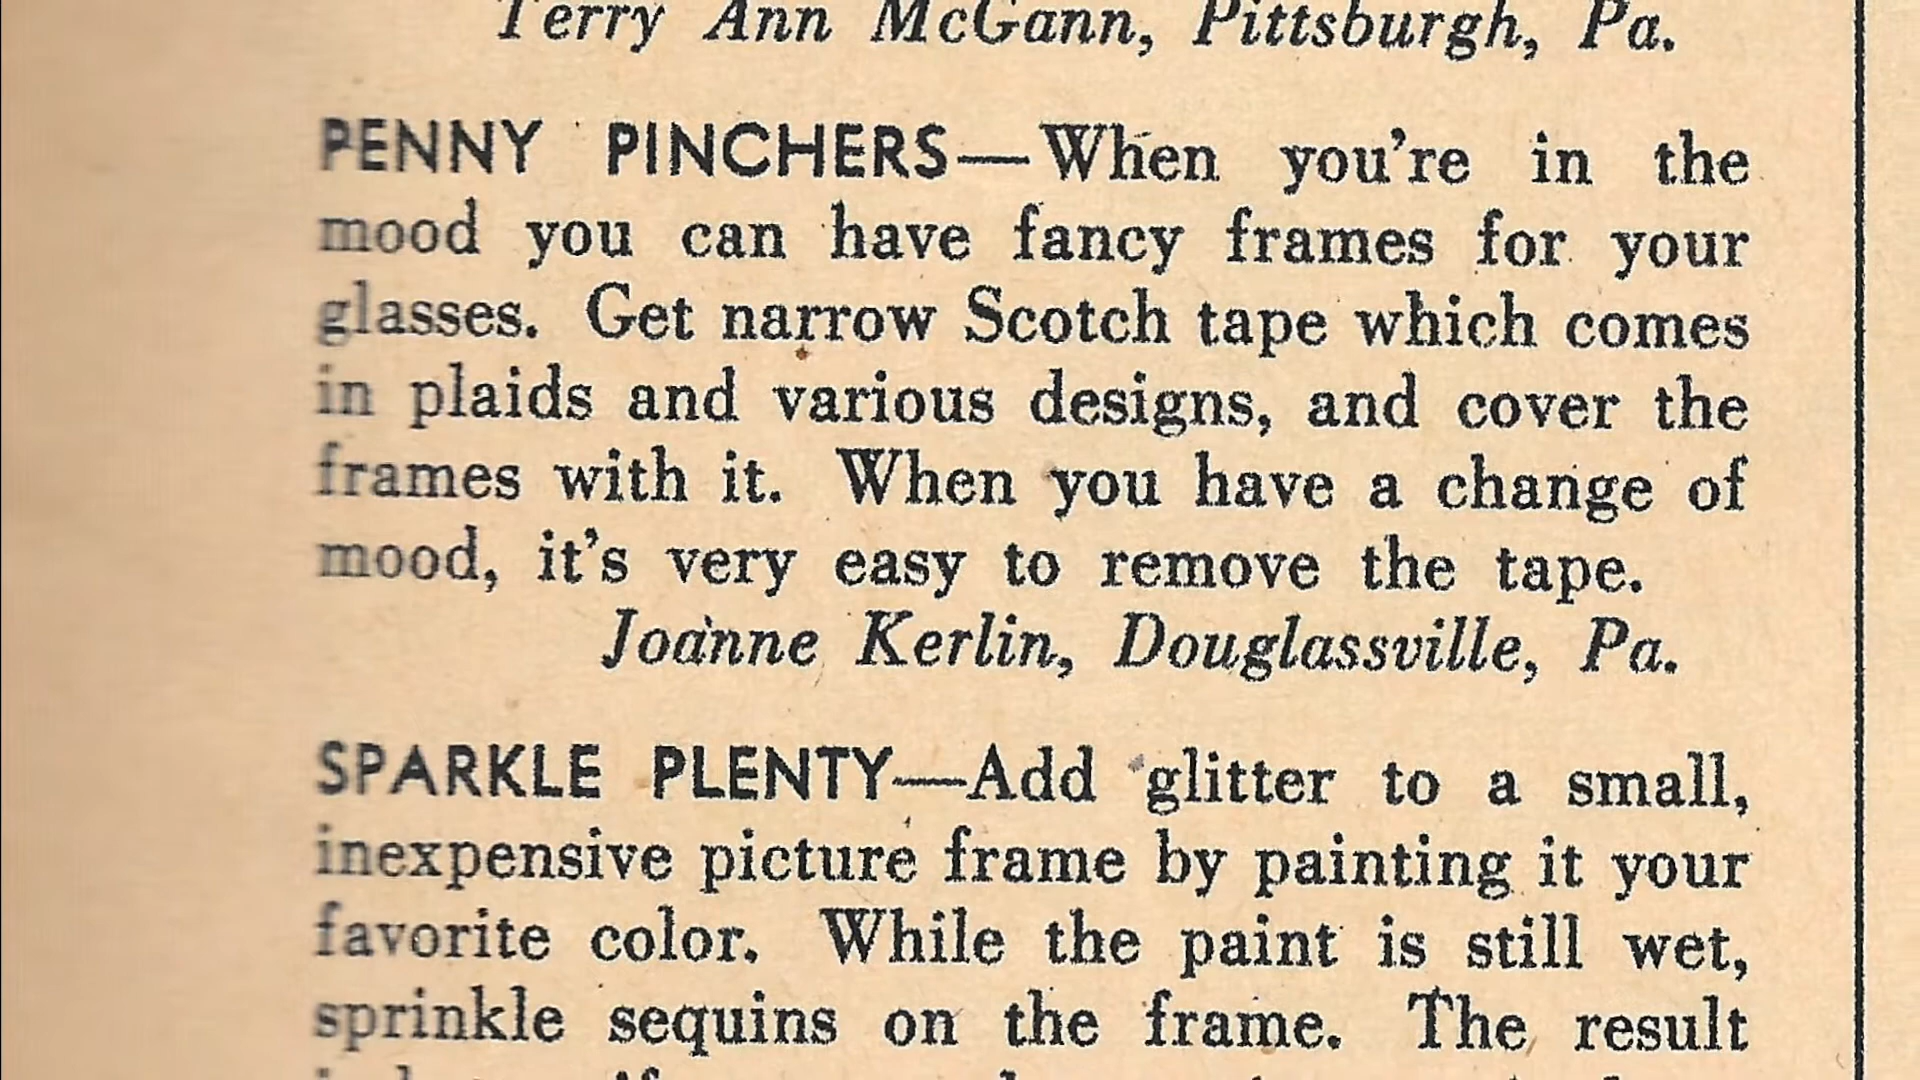 Terry Ann McGann, Pittsburgh, Pa.
PENNY PINCHERS—When you're in the
mood you can have fancy frames for your
glasses. Get narrow Scotch tape which comes
in plaids and various designs, and cover the
frames with it. When you have a change of
mood, it's very easy to remove the tape.
Joanne Kerlin, Douglassville, Pa.
SPARKLE PLENTY—Add glitter to a small,
inexpensive picture frame by painting it your
favorite color. While the paint is still wet,
sprinkle sequins on the frame. The result